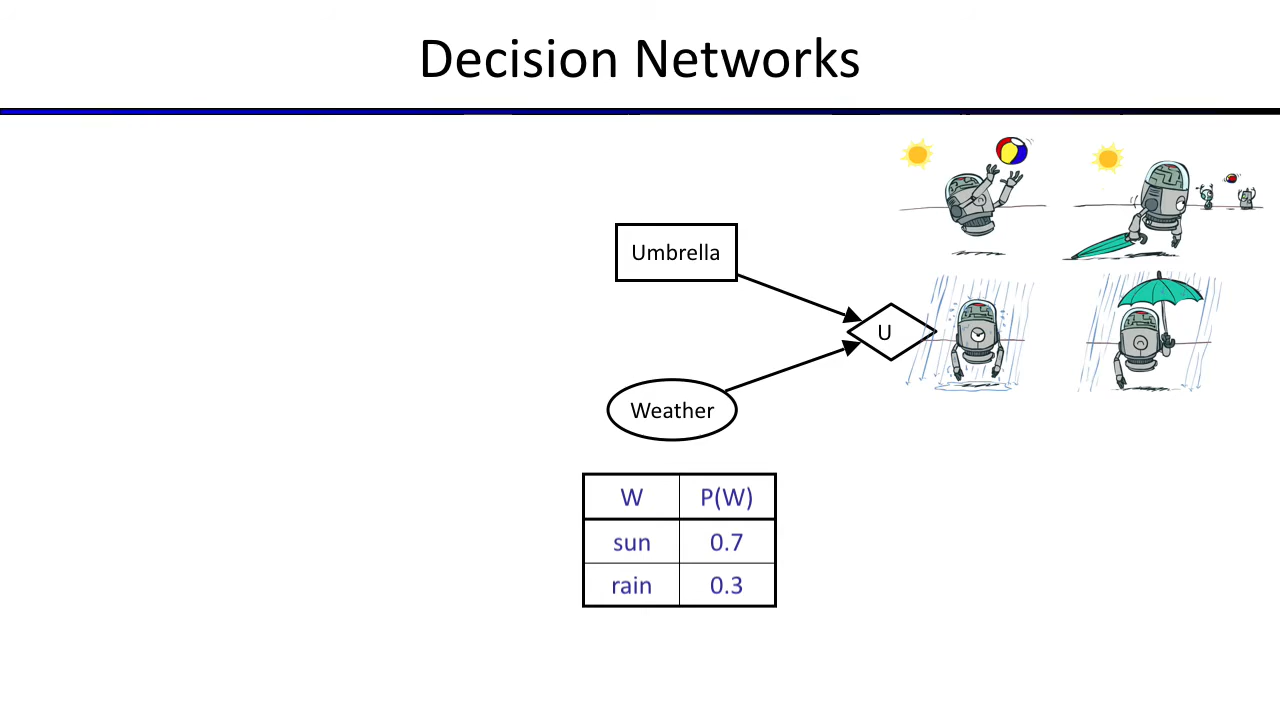 Decision Networks
Umbrella
U
Weather
W P(W)
sun 0.7
rain 0.3